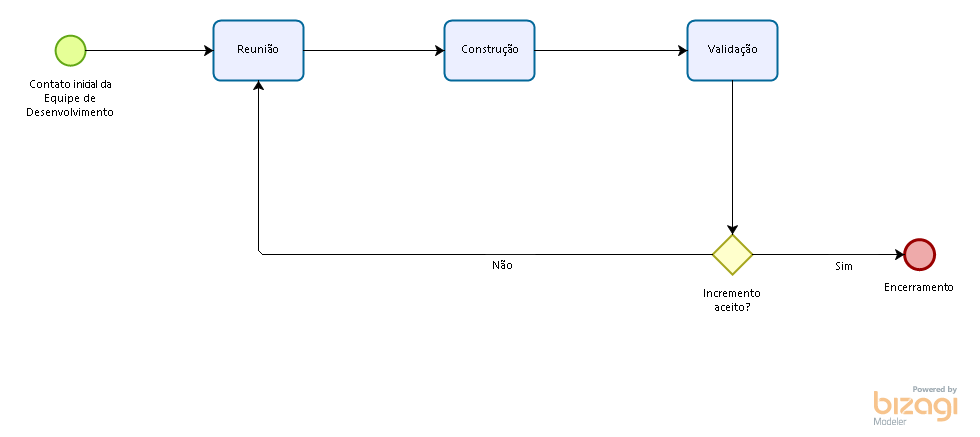 Reunião
Construção
Validação
Contato inicial da
Equipe de
Desenvolvimento
Não
Sim
Incremento
aceito?
Encerramento
Powered by
bizagi
Modeler